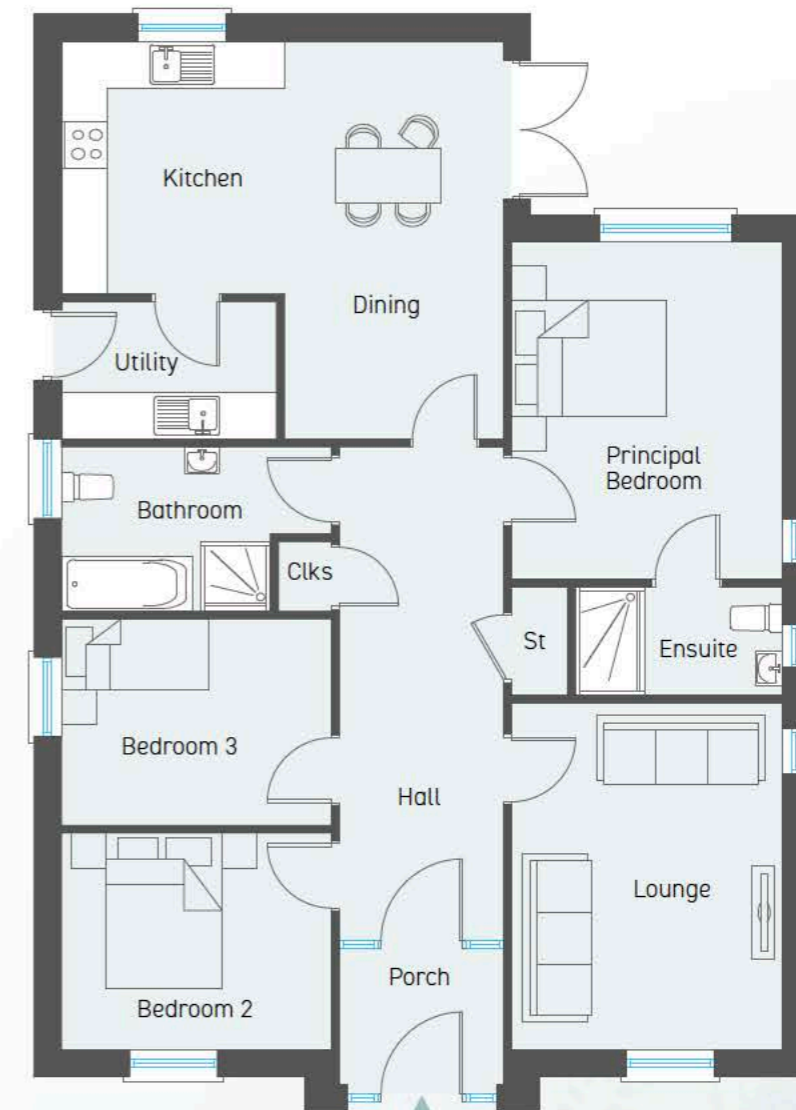 Kitchen
Dining
Utility
Principal
Bedroom
Bathroom
Clks
St
Ensuite
Bedroom 3
Hall
Lounge
Porch
Bedroom 2